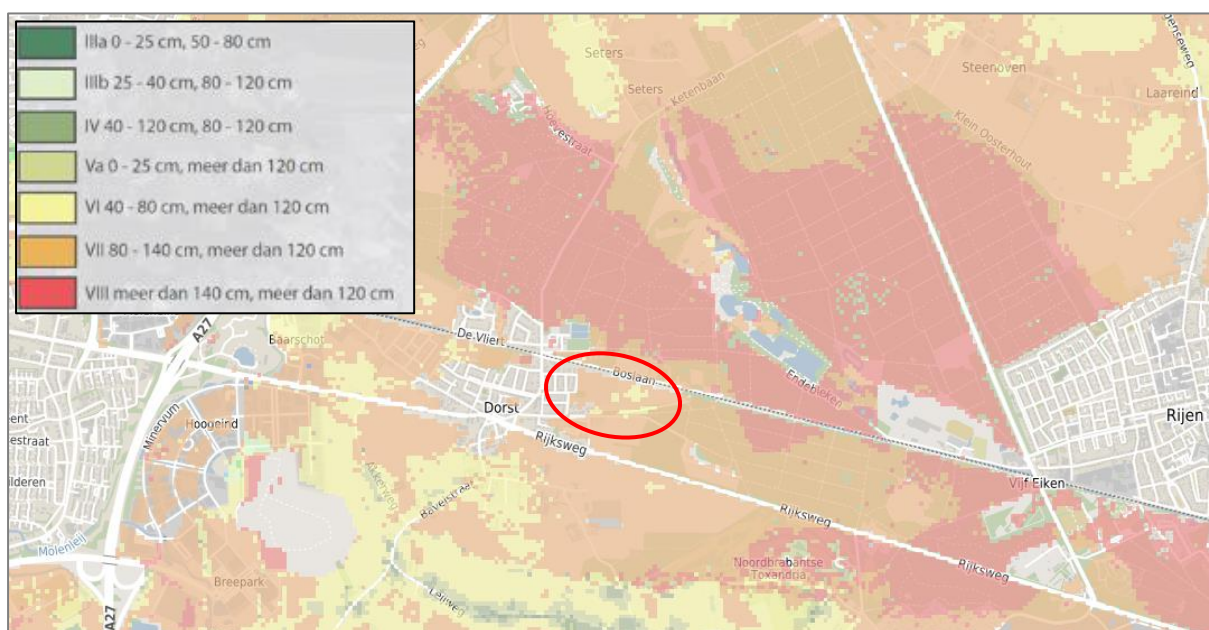 IIIa 0 - 25 cm, 50 - 80 cm
IIIb 25 - 40 cm, 80 - 120 cm
IV 40 - 120 cm, 80 - 120 cm
Va 0 - 25 cm, meer dan 120 cm
VI 40 - 80 cm, meer dan 120 cm
VII 80 - 140 cm, meer dan 120 cm
VIII meer dan 140 cm, meer dan 120 cm
Seters
Steenoven
Seters
Ketenbaan
Laareind
Hoevestraat
Klein Oosterhout
A27
De Vliert
Baarschot
Boslaan
Endebleken
Dorst
Rijen
Minervum
Hoogeind
Rijksweg
Vijf Eiken
Rijksweg
Molenleij
Noordbrabantse
Toxandria
Rijksweg
Breepark
A27